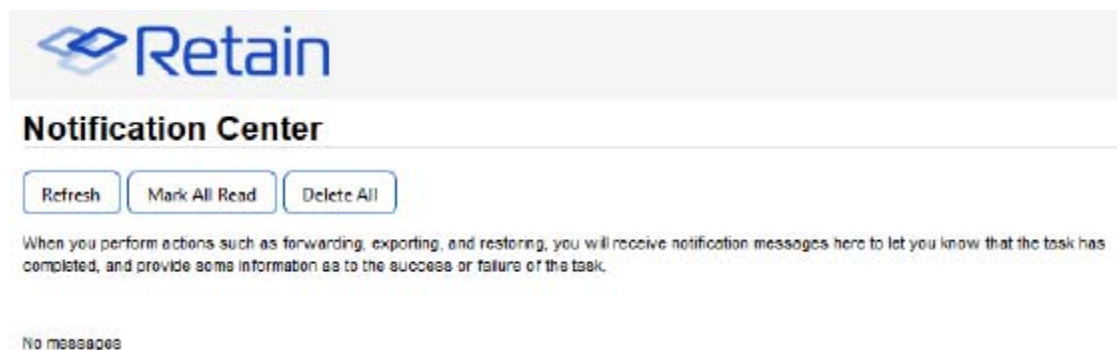 Retain
Notification Center
Refresh Mark All Read Delete All
When you perform actions such as forwarding, exporting, and restoring, you will receive notification messages here to let you know that the task has
completed, and provide some information as to the success or failure of the task.
No messages